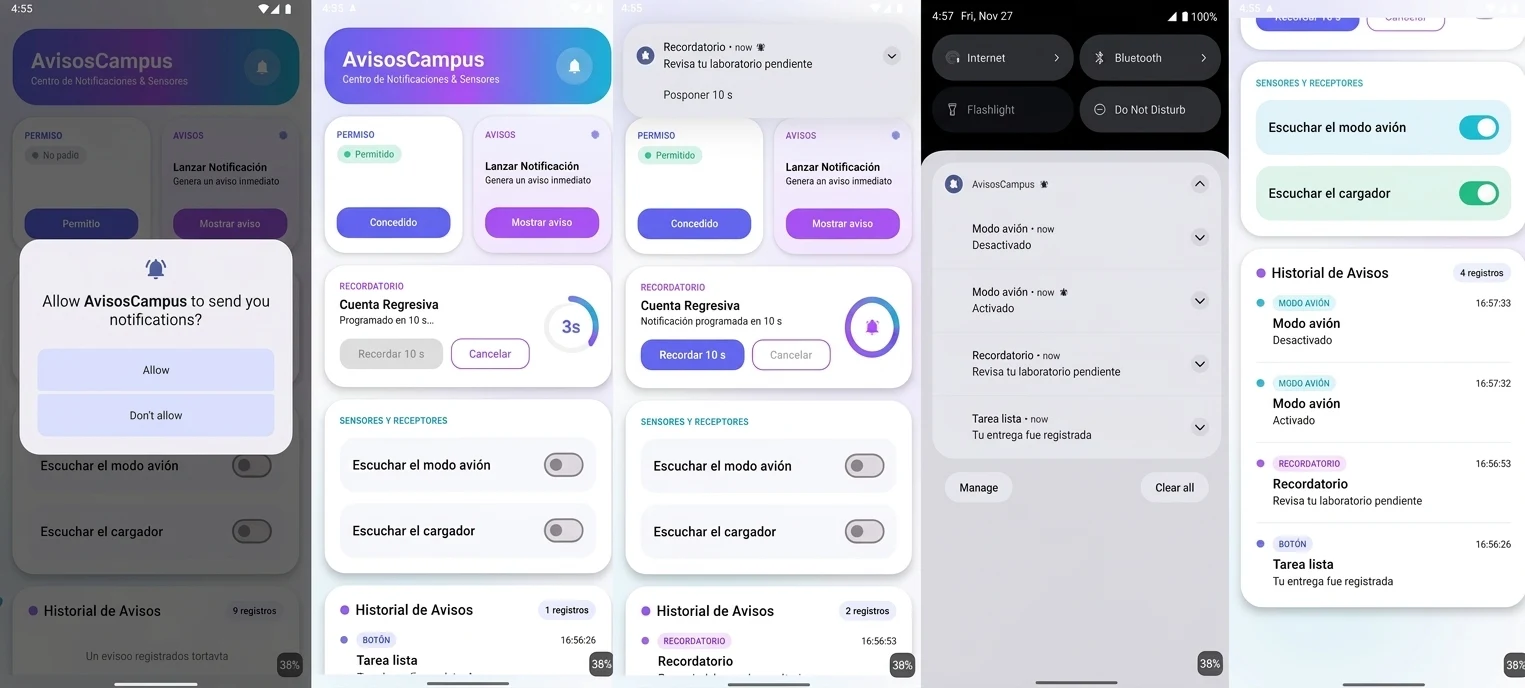 4:55
AvisosCampus
Centro de Notificaciones & Sensores
PERMISO
No padió
Permitio
AVISOS
Lanzar Notificación
Genera un aviso inmediato
Mostrar aviso
Allow AvisosCampus to send you
notifications?
Allow
Don't allow
Escuchar el modo avión
Escuchar el cargador
Historial de Avisos
9 registros
Un evisoo registrados tortavta
38%
4:55
AvisosCampus
Centro de Notificaciones & Sensores
PERMISO
Permitido
Concedido
AVISOS
Lanzar Notificación
Genera un aviso inmediato
Mostrar aviso
RECORDATORIO
Cuenta Regresiva
Programado en 10 s...
3s
Recordar 10 s
Cancelar
SENSORES Y RECEPTORES
Escuchar el modo avión
Escuchar el cargador
Historial de Avisos
1 registros
BOTÓN
16:56:26
Tarea lista
38%
4:55
Recordatorio • now
Revisa tu laboratorio pendiente
Posponer 10 s
PERMISO
Permitido
Concedido
AVISOS
Lanzar Notificación
Genera an aviso inmediato
Mostrar aviso
RECORDATORIO
Cuenta Regresiva
Notificación programada en 10 s
Recordar 10 s
Cancelar
SENSORES Y RECEPTORES
Escuchar el modo avión
Escuchar el cargador
Historial de Avisos
2 registros
RECORDATORIO
16:56:53
Recordatorio
38%
4:57 Fri, Nov 27
100%
Internet
Bluetooth
Flashlight
Do Not Disturb
AvisosCampus
Modo avión • now
Desactivado
Modo avión • now
Activado
Recordatorio • now
Revisa tu laboratorio pendiente
Tarea lista • now
Tu entrega fue registrada
Manage
Clear all
38%
4:55
Recordar 10 s
Cancelar
SENSORES Y RECEPTORES
Escuchar el modo avión
Escuchar el cargador
Historial de Avisos
4 registros
MODO AVIÓN
16:57:33
Modo avión
Desactivado
MODO AVIÓN
16:57:32
Modo avión
Activado
RECORDATORIO
16:56:53
Recordatorio
Revisa tu laboratorio pendiente
BOTÓN
16:56:26
Tarea lista
Tu entrega fue registrada
38%